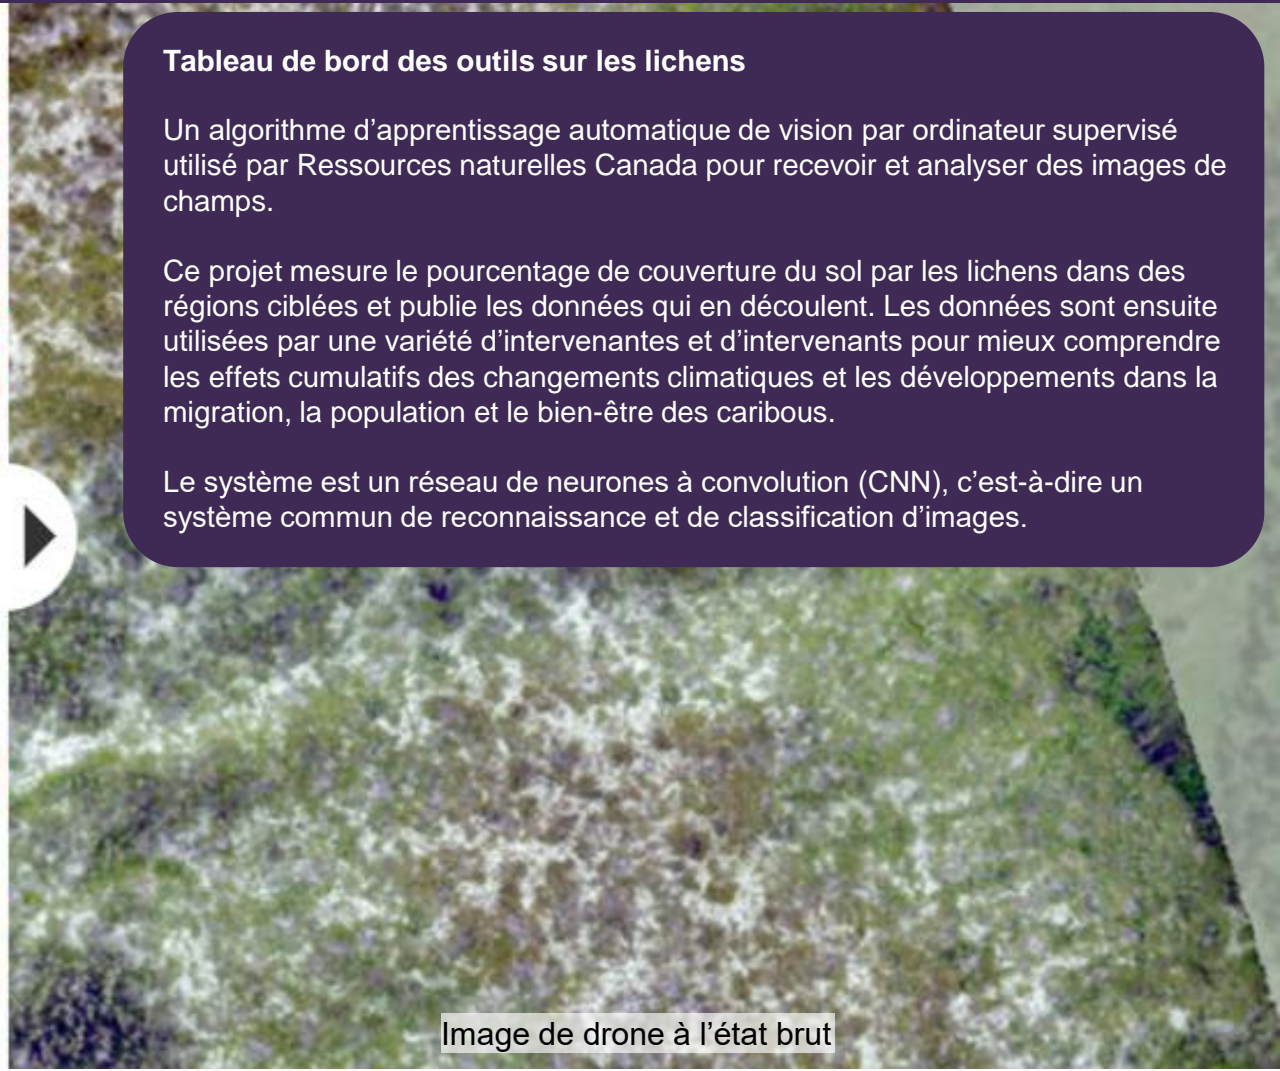 Tableau de bord des outils sur les lichens
Un algorithme d’apprentissage automatique de vision par ordinateur supervisé
utilisé par Ressources naturelles Canada pour recevoir et analyser des images de
champs.
Ce projet mesure le pourcentage de couverture du sol par les lichens dans des
régions ciblées et publie les données qui en découlent. Les données sont ensuite
utilisées par une variété d’intervenantes et d’intervenants pour mieux comprendre
les effets cumulatifs des changements climatiques et les développements dans la
migration, la population et le bien-être des caribous.
Le système est un réseau de neurones à convolution (CNN), c’est-à-dire un
système commun de reconnaissance et de classification d’images.
Image de drone à l’état brut